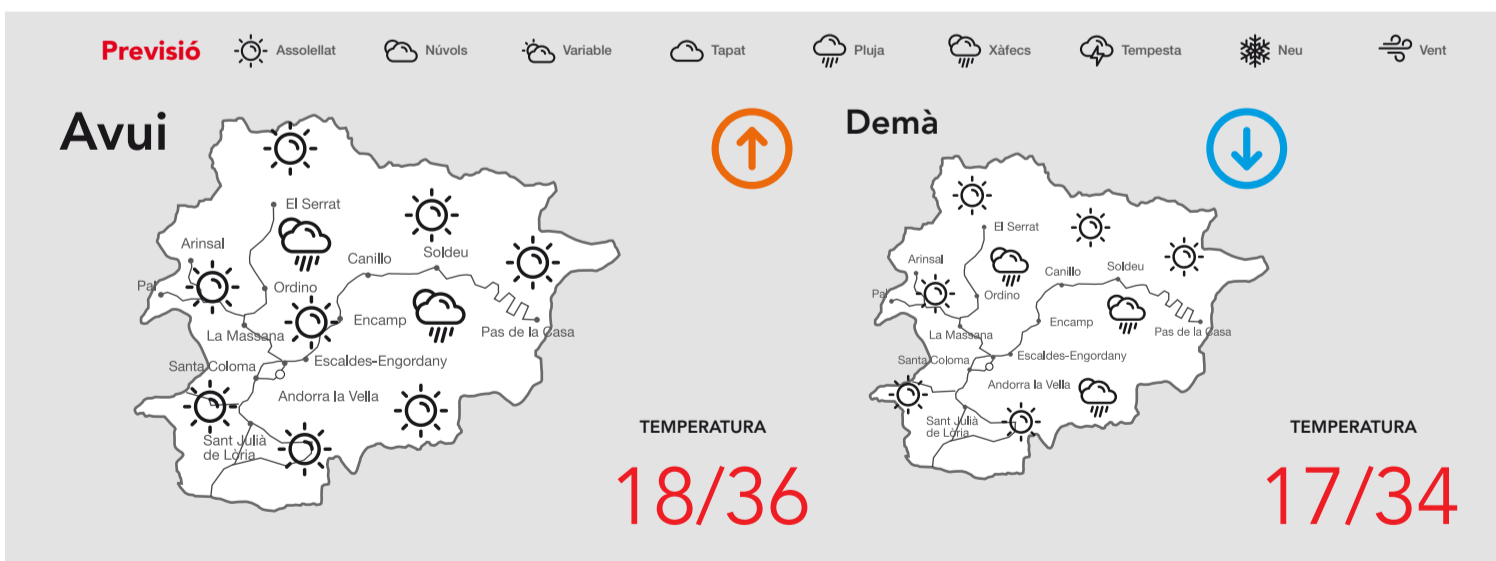 Previsió
Assolellat
Núvols
Variable
Tapat
Pluja
Xàfecs
Tempesta
Neu
Vent
Avui
El Serrat
Arinsal
Canillo
Soldeu
Pal
Ordino
Encamp
La Massana
Pas de la Casa
Santa Coloma
Escaldes-Engordany
Andorra la Vella
Sant Julià
de Lòria
TEMPERATURA
18/36
Demà
El Serrat
Arinsal
Canillo
Soldeu
Pal
Ordino
Encamp
La Massana
Pas de la Casa
Santa Coloma
Escaldes-Engordany
Andorra la Vella
Sant Julià
de Lòria
TEMPERATURA
17/34